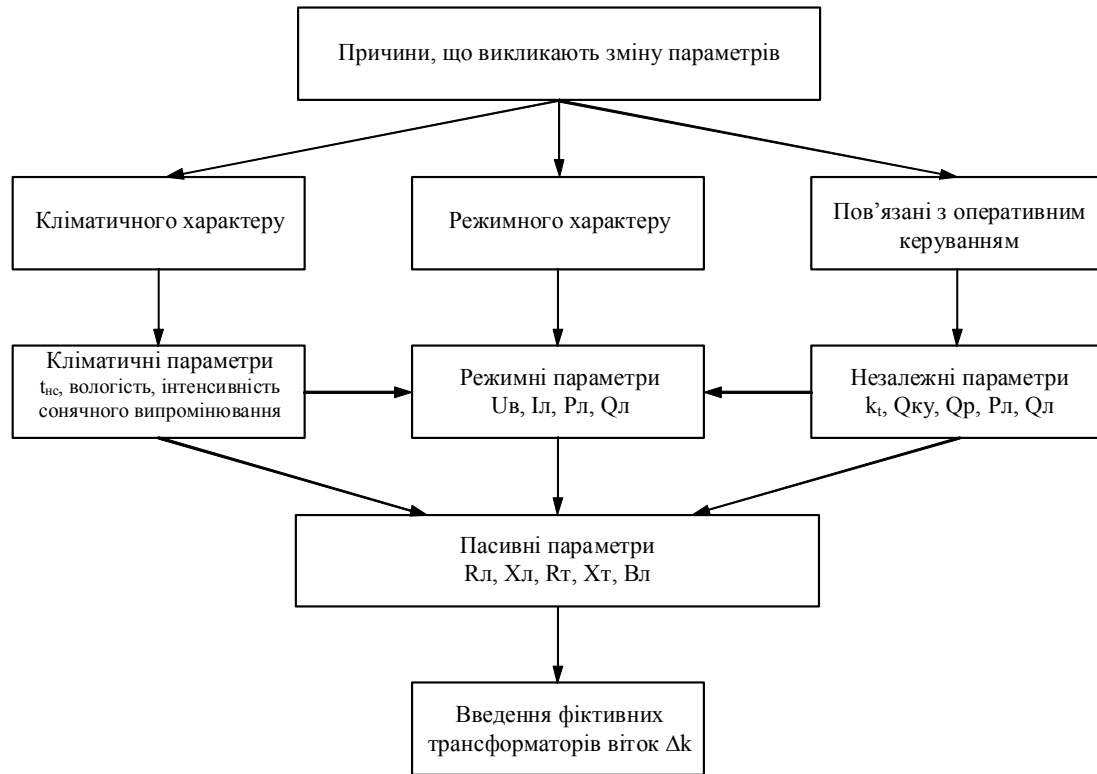 Причини, що викликають зміну параметрів
Кліматичного характеру
Режимного характеру
Пов’язані з оперативним
керуванням
Кліматичні параметри
tнс, вологість, інтенсивність
сонячного випромінювання
Режимні параметри
Uв, Iл, Pл, Qл
Незалежні параметри
kt, Qку, Qр, Pл, Qл
Пасивні параметри
Rл, Xл, Rт, Xт, Bл
Введення фіктивних
трансформаторів віток Δk